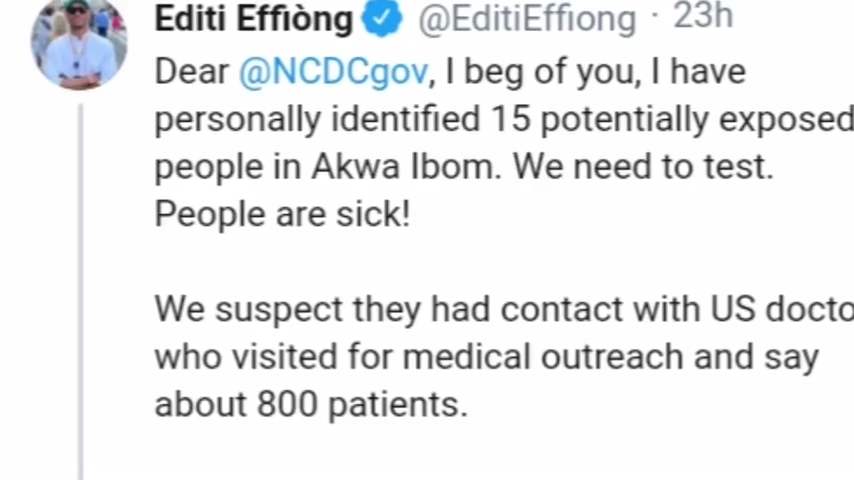 Editi Effiòng @EditiEffiong · 23h
Dear @NCDCgov, I beg of you, I have
personally identified 15 potentially exposed
people in Akwa Ibom. We need to test.
People are sick!
We suspect they had contact with US docto
who visited for medical outreach and say
about 800 patients.